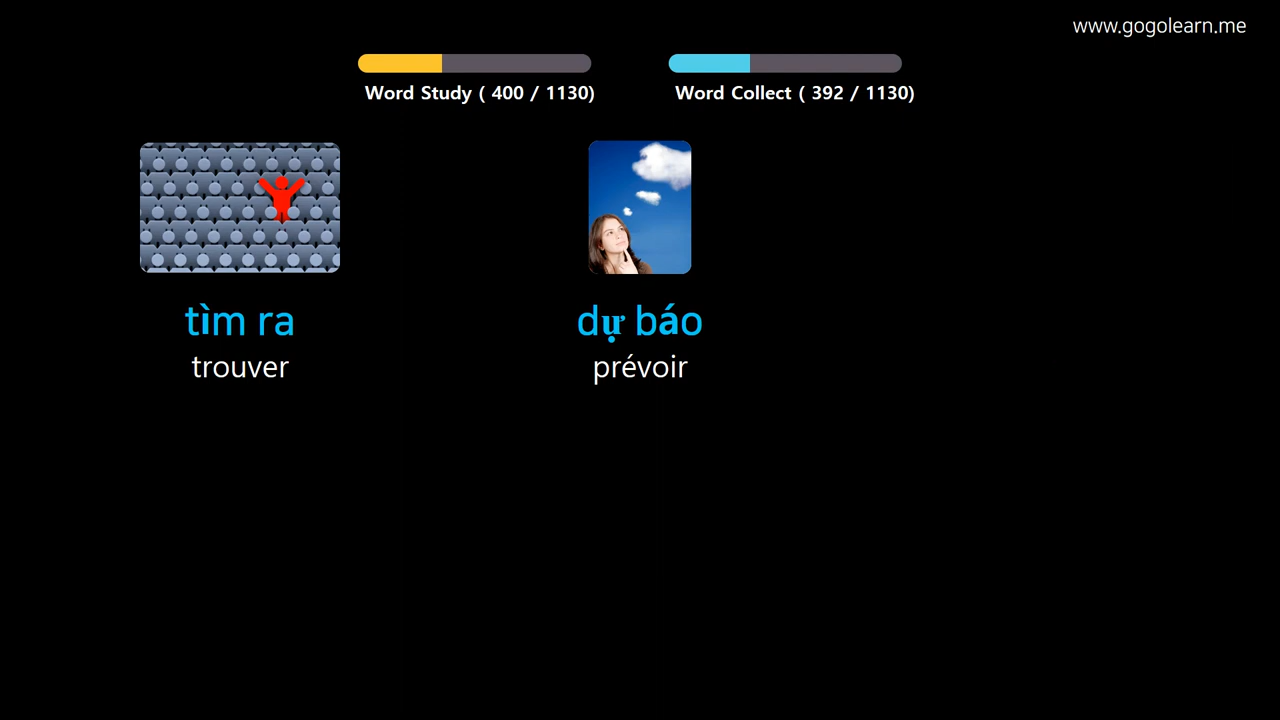 www.gogolearn.me
Word Study ( 400 / 1130)
Word Collect ( 392 / 1130)
tìm ra
trouver
dự báo
prévoir